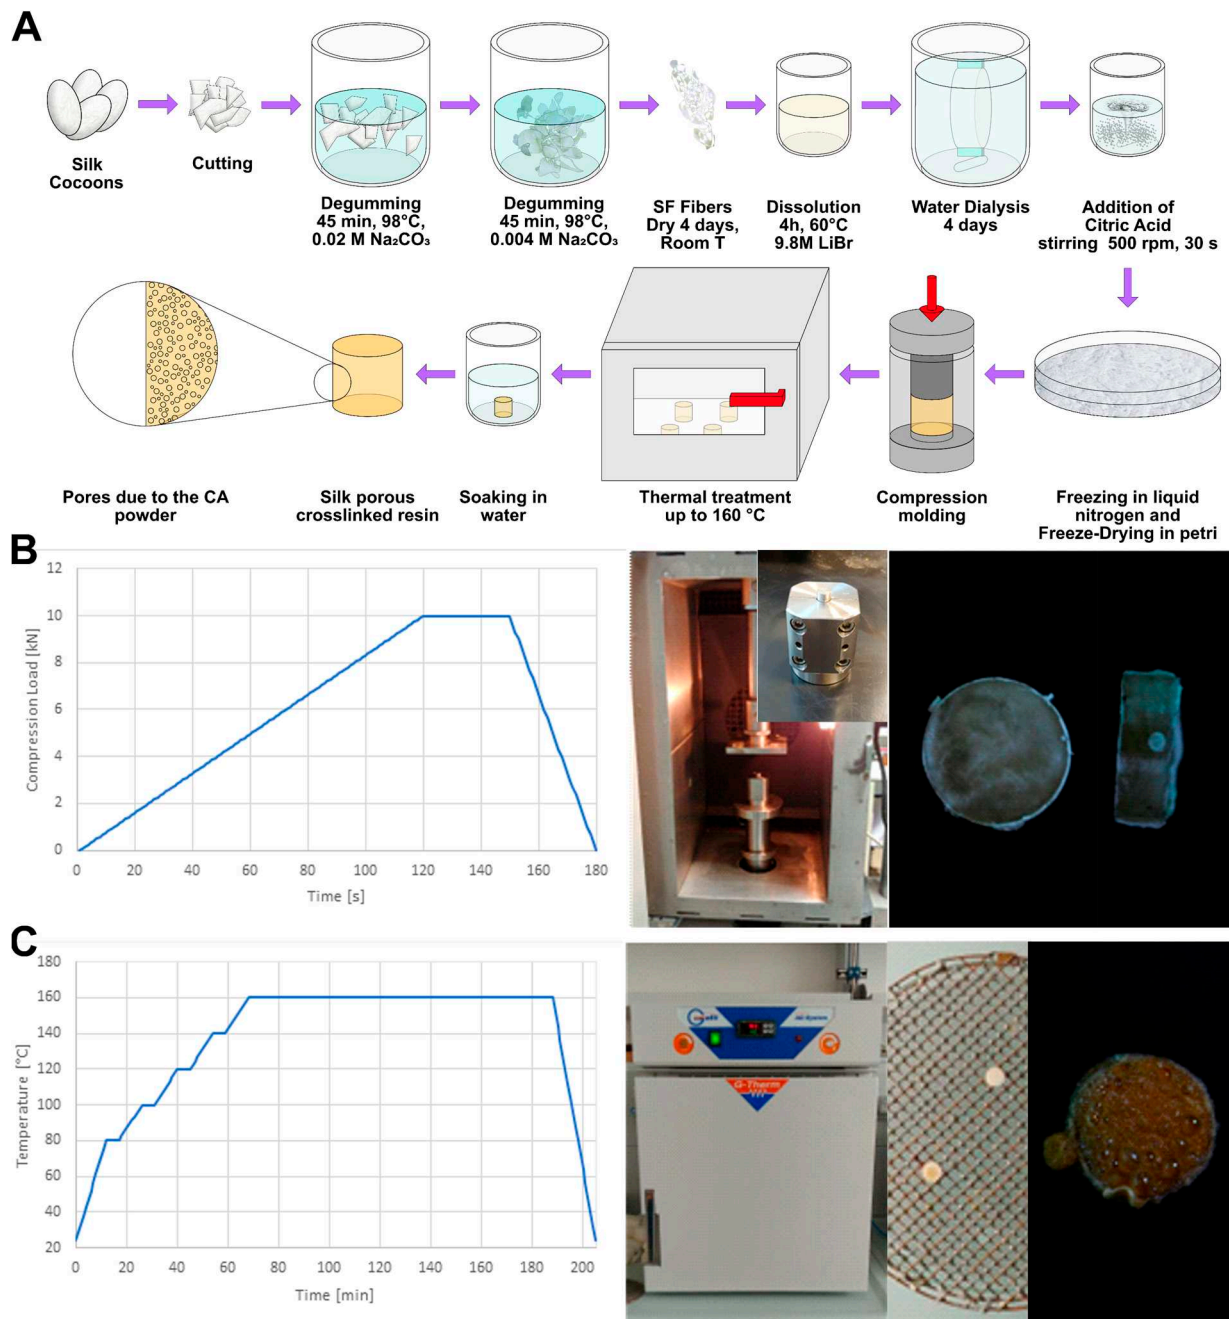 A
Silk
Cocoons
Cutting
Degumming
45 min, 98°C,
0.02 M Na₂CO₃
Degumming
45 min, 98°C,
0.004 M Na₂CO₃
SF Fibers
Dry 4 days,
Room T
Dissolution
4h, 60°C
9.8M LiBr
Water Dialysis
4 days
Addition of
Citric Acid
stirring 500 rpm, 30 s
Pores due to the CA
powder
Silk porous
crosslinked resin
Soaking in
water
Thermal treatment
up to 160 °C
Compression
molding
Freezing in liquid
nitrogen and
Freeze-Drying in petri
B
Compression Load [kN]
12
10
8
6
4
2
0
0 20 40 60 80 100 120 140 160 180
Time [s]
C
Temperature [°C]
180
160
140
120
100
80
60
40
20
0 20 40 60 80 100 120 140 160 180 200
Time [min]
G-Therm